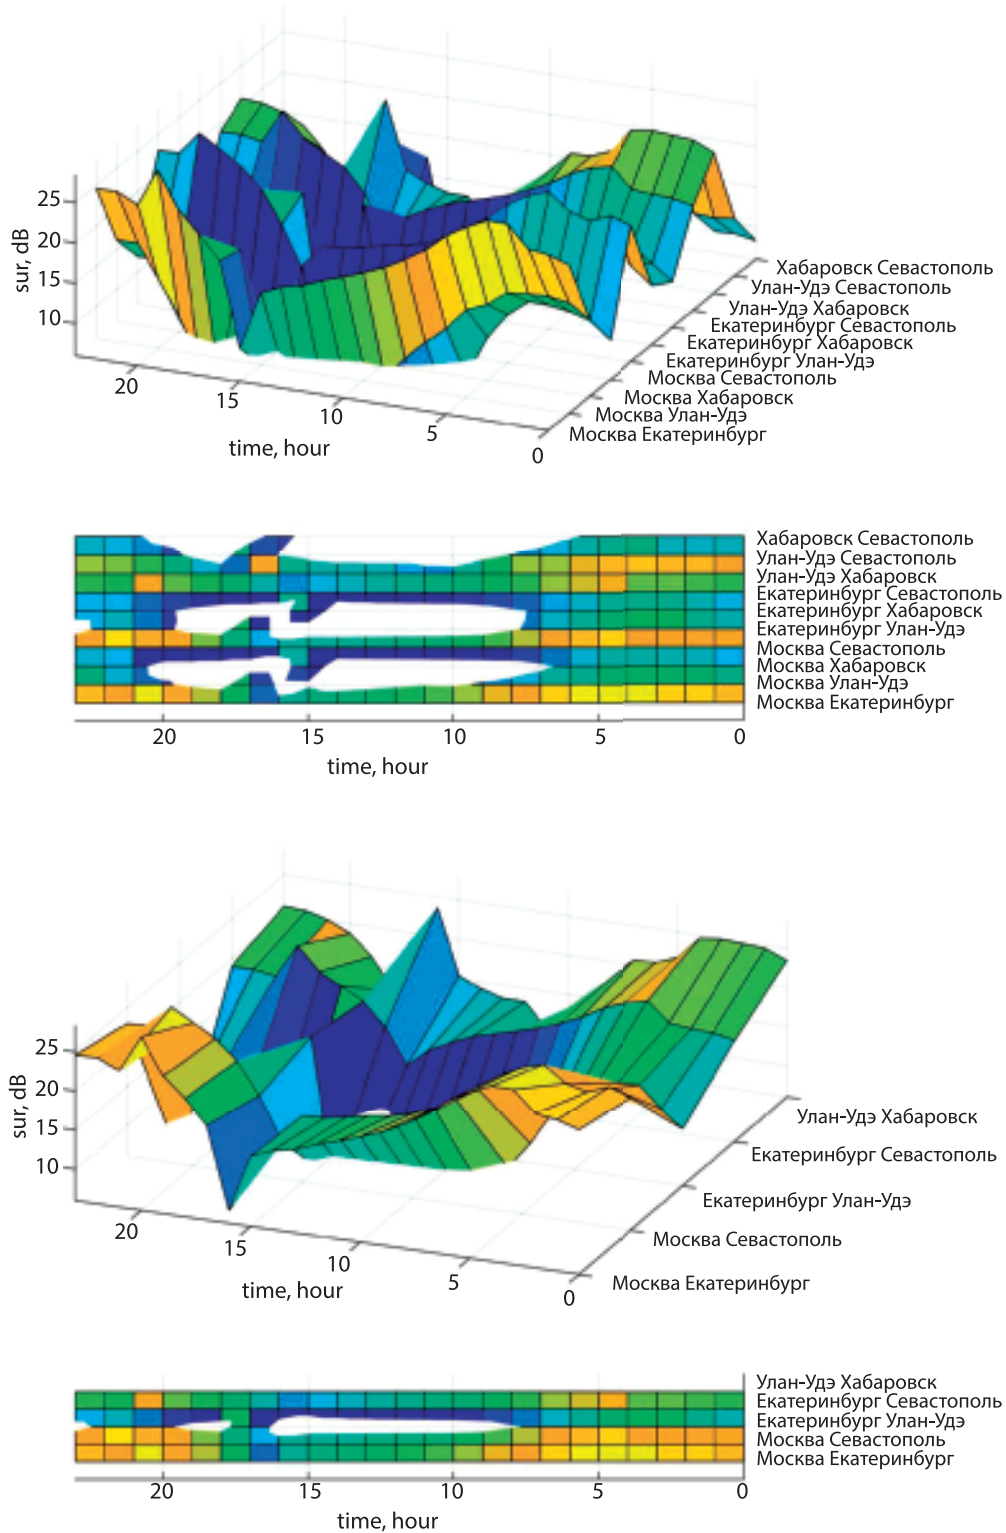 25
20
15
10
sur, dB
20
15
10
5
0
time, hour
Хабаровск Севастополь
Улан-Удэ Севастополь
Улан-Удэ Хабаровск
Екатеринбург Севастополь
Екатеринбург Хабаровск
Екатеринбург Улан-Удэ
Москва Севастополь
Москва Хабаровск
Москва Улан-Удэ
Москва Екатеринбург
Хабаровск Севастополь
Улан-Удэ Севастополь
Улан-Удэ Хабаровск
Екатеринбург Севастополь
Екатеринбург Хабаровск
Екатеринбург Улан-Удэ
Москва Севастополь
Москва Хабаровск
Москва Улан-Удэ
Москва Екатеринбург
20 15 10 5 0
time, hour
25
20
15
10
sur, dB
20
15
10
5
0
time, hour
Улан-Удэ Хабаровск
Екатеринбург Севастополь
Екатеринбург Улан-Удэ
Москва Севастополь
Москва Екатеринбург
Улан-Удэ Хабаровск
Екатеринбург Севастополь
Екатеринбург Улан-Удэ
Москва Севастополь
Москва Екатеринбург
20 15 10 5 0
time, hour